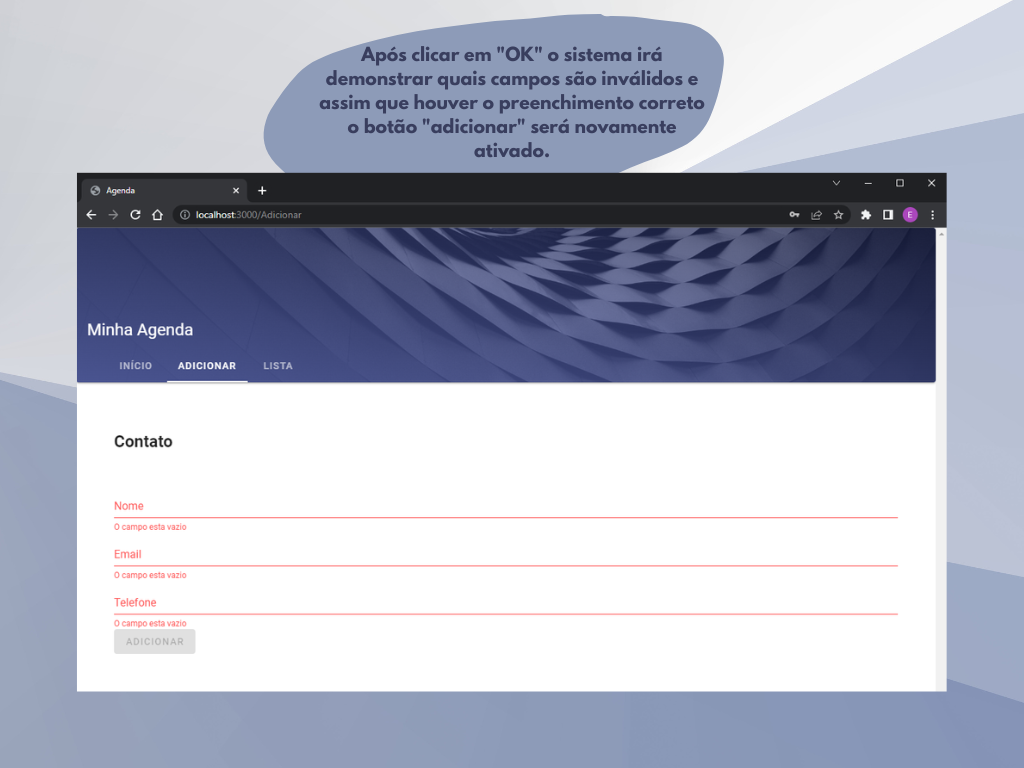 Após clicar em "OK" o sistema irá
demonstrar quais campos são inválidos e
assim que houver o preenchimento correto
o botão "adicionar" será novamente
ativado.
Agenda
localhost:3000/Adicionar
E
Minha Agenda
INÍCIO ADICIONAR LISTA
Contato
Nome
O campo esta vazio
Email
O campo esta vazio
Telefone
O campo esta vazio
ADICIONAR